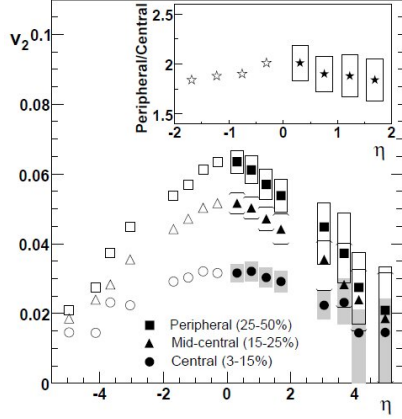 v2
0.1
0.08
0.06
0.04
0.02
0
Peripheral/Central
2.5
2
1.5
-2
-1
0
1
2
η
Peripheral (25-50%)
Mid-central (15-25%)
Central (3-15%)
-4
-2
0
2
4
η